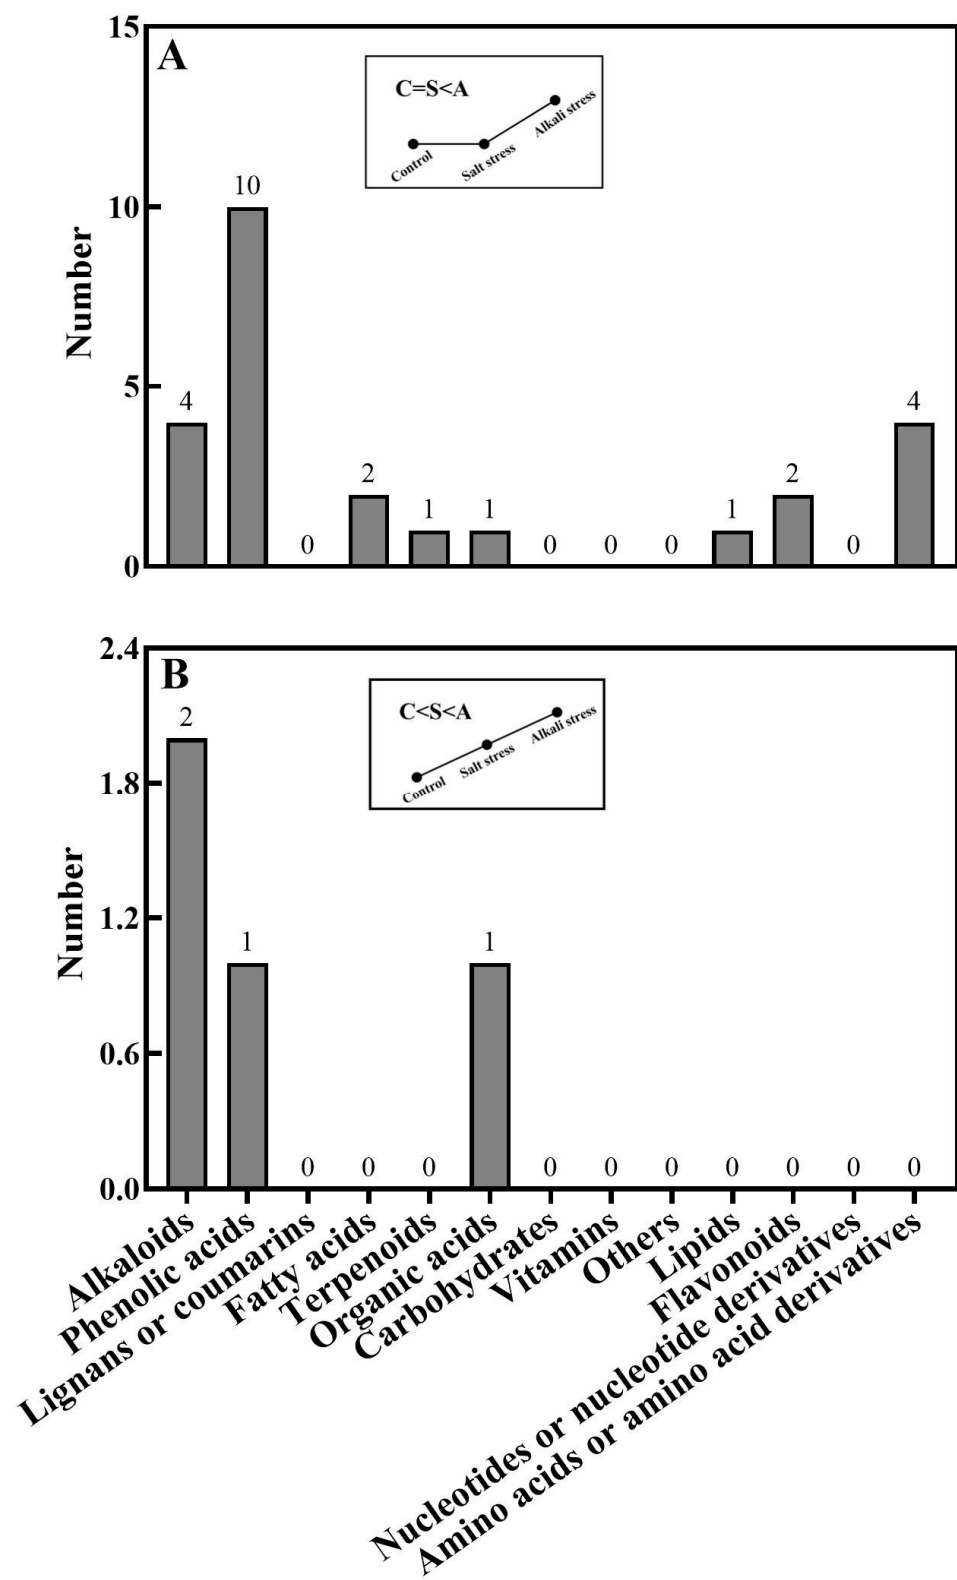 A
C=S<A
Control
Salt stress
Alkali stress
Number
15
10
5
0
4
10
0
2
1
1
0
0
0
1
2
0
4
B
C<S<A
Control
Salt stress
Alkali stress
Number
2.4
1.8
1.2
0.6
0.0
2
1
0
0
0
1
0
0
0
0
0
0
0
Alkaloids
Phenolic acids
Lignans or coumarins
Fatty acids
Terpenoids
Organic acids
Carbohydrates
Vitamins
Others
Lipids
Flavonoids
Nucleotides or nucleotide derivatives
Amino acids or amino acid derivatives